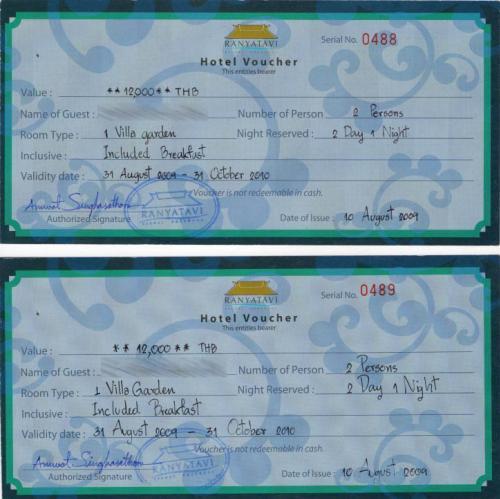 RANYATAVI
Serial No. 0488
Hotel Voucher
This entitles bearer
Value : **12,000** THB
Name of Guest : Number of Person 2 Persons
Room Type : 1 Villa garden Night Reserved : 2 Day 1 Night
Inclusive : Included Breakfast
Validity date : 31 August 2009 - 31 October 2010
Voucher is not redeemable in cash.
RANYATAVI
Authorized Signature Date of Issue : 10 August 2009
RANYATAVI
Serial No. 0489
Hotel Voucher
This entitles bearer
Value : ** 12,000 ** THB
Name of Guest : Number of Person 2 Persons
Room Type : 1 Villa Garden Night Reserved : 2 Day 1 Night
Inclusive : Included Breakfast
Validity date : 31 August 2009 - 31 October 2010
Voucher is not redeemable in cash.
RANYATAVI
Authorized Signature Date of Issue : 10 August 2009